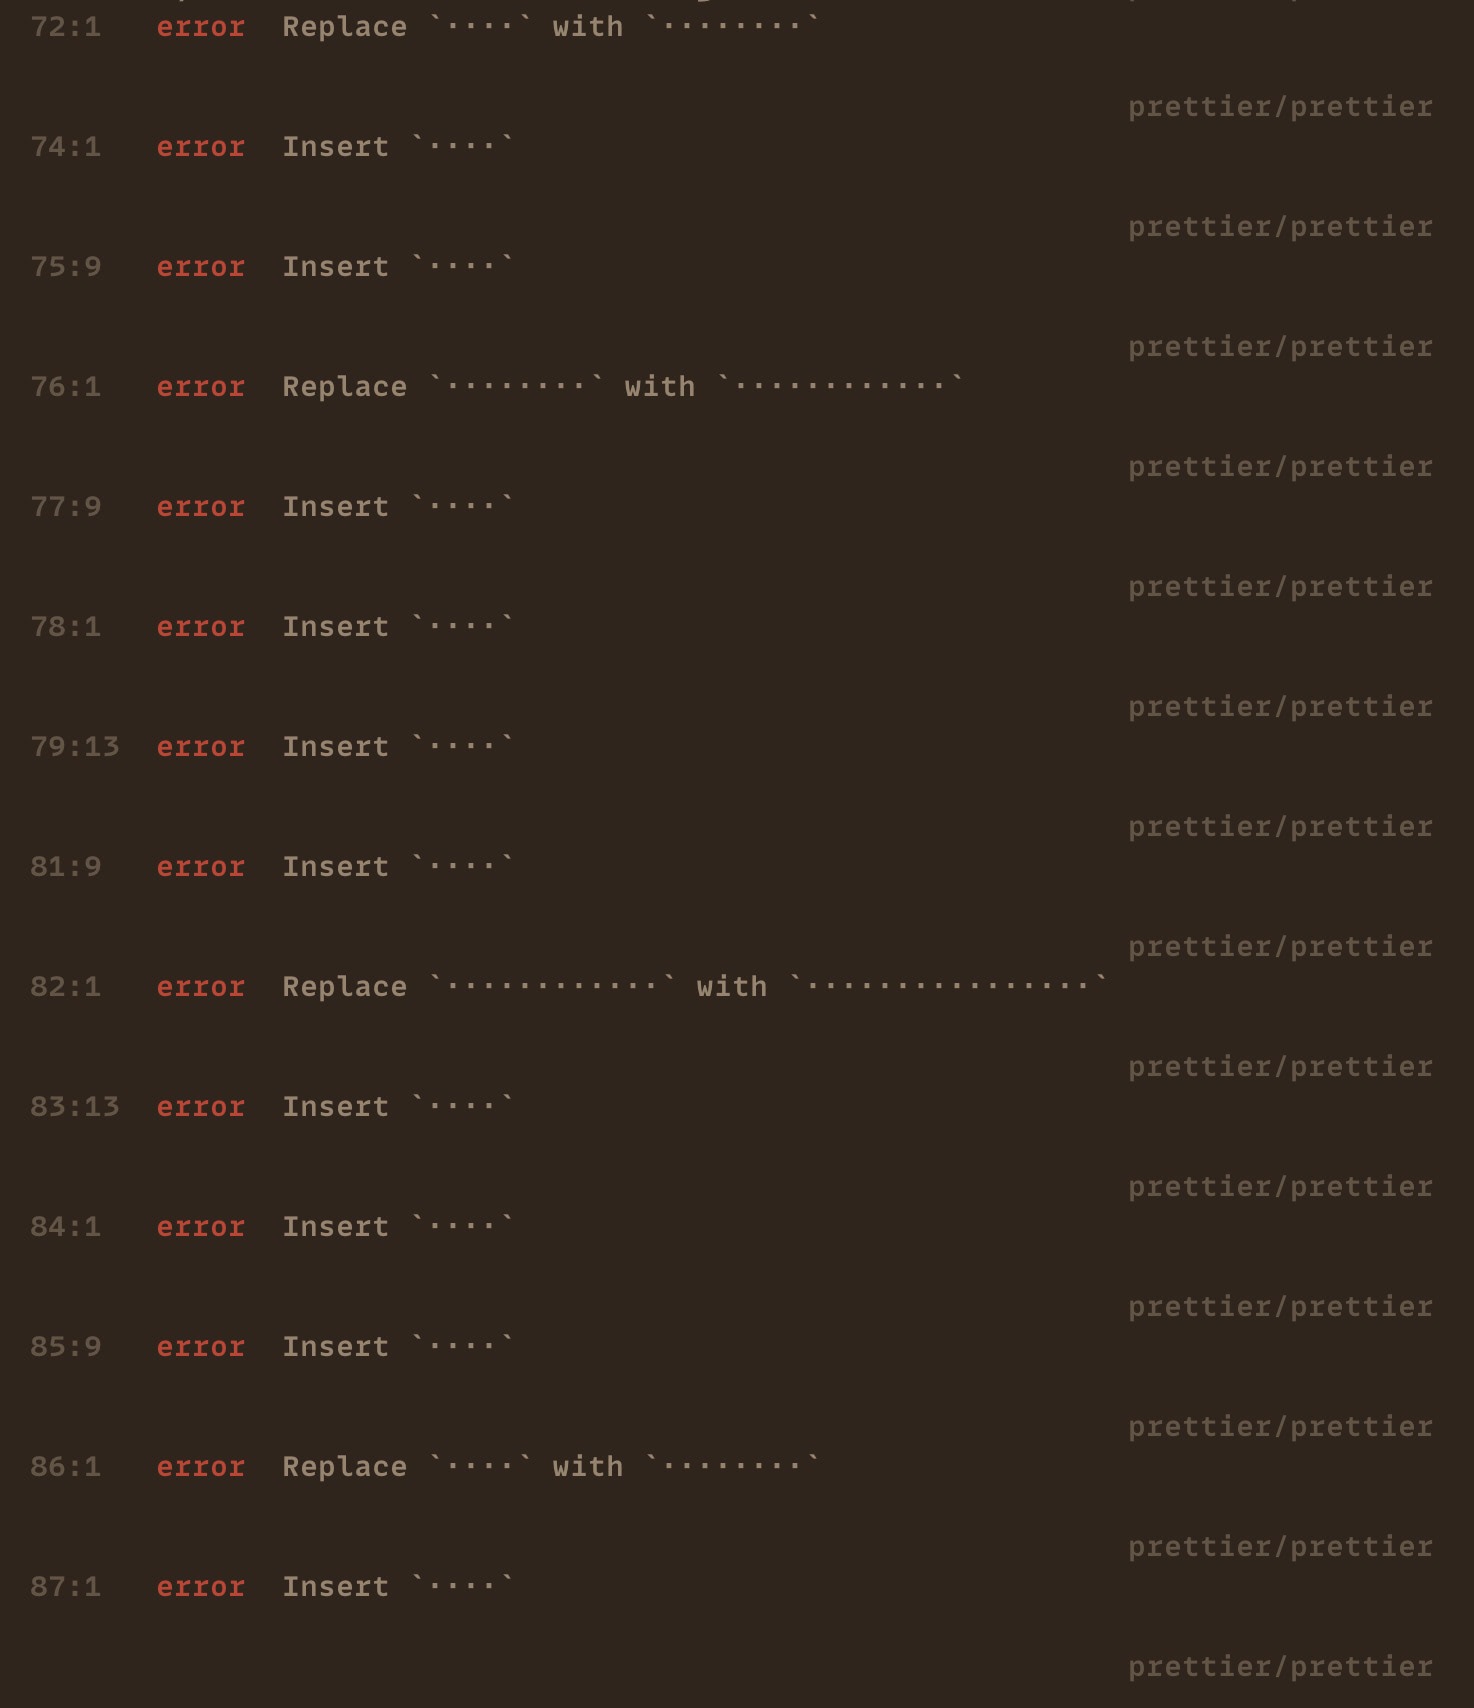 72:1 error Replace `····` with `········`
prettier/prettier
74:1 error Insert `····`
prettier/prettier
75:9 error Insert `····`
prettier/prettier
76:1 error Replace `········` with `············`
prettier/prettier
77:9 error Insert `····`
prettier/prettier
78:1 error Insert `····`
prettier/prettier
79:13 error Insert `····`
prettier/prettier
81:9 error Insert `····`
prettier/prettier
82:1 error Replace `············` with `················`
prettier/prettier
83:13 error Insert `····`
prettier/prettier
84:1 error Insert `····`
prettier/prettier
85:9 error Insert `····`
prettier/prettier
86:1 error Replace `····` with `········`
prettier/prettier
87:1 error Insert `····`
prettier/prettier